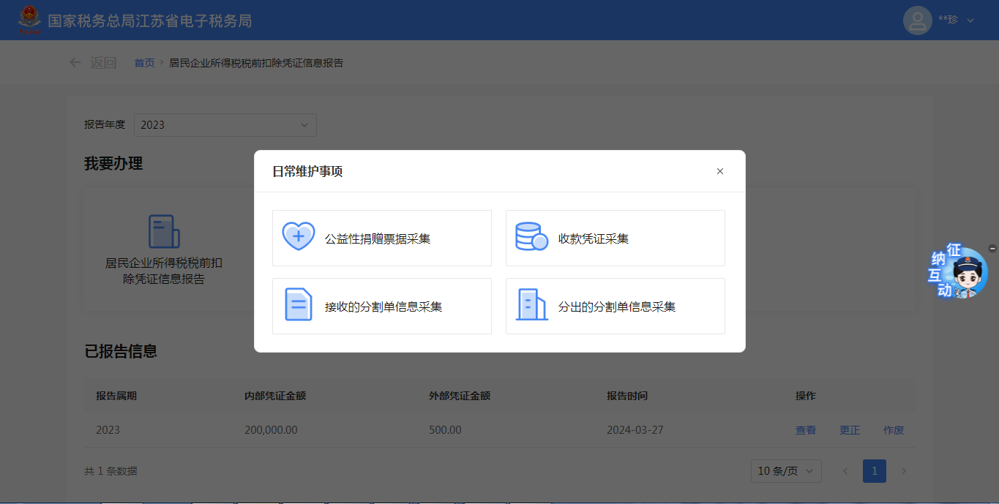 国家税务总局江苏省电子税务局
**珍
返回 首页 居民企业所得税税前扣除凭证信息报告
报告年度 2023
我要办理
居民企业所得税税前扣
除凭证信息报告
日常维护事项
公益性捐赠票据采集
收款凭证采集
接收的分割单信息采集
分出的分割单信息采集
征
纳
互
动
已报告信息
报告属期 内部凭证金额 外部凭证金额 报告时间 操作
2023 200,000.00 500.00 2024-03-27 查看 更正 作废
共 1 条数据 10 条/页 1